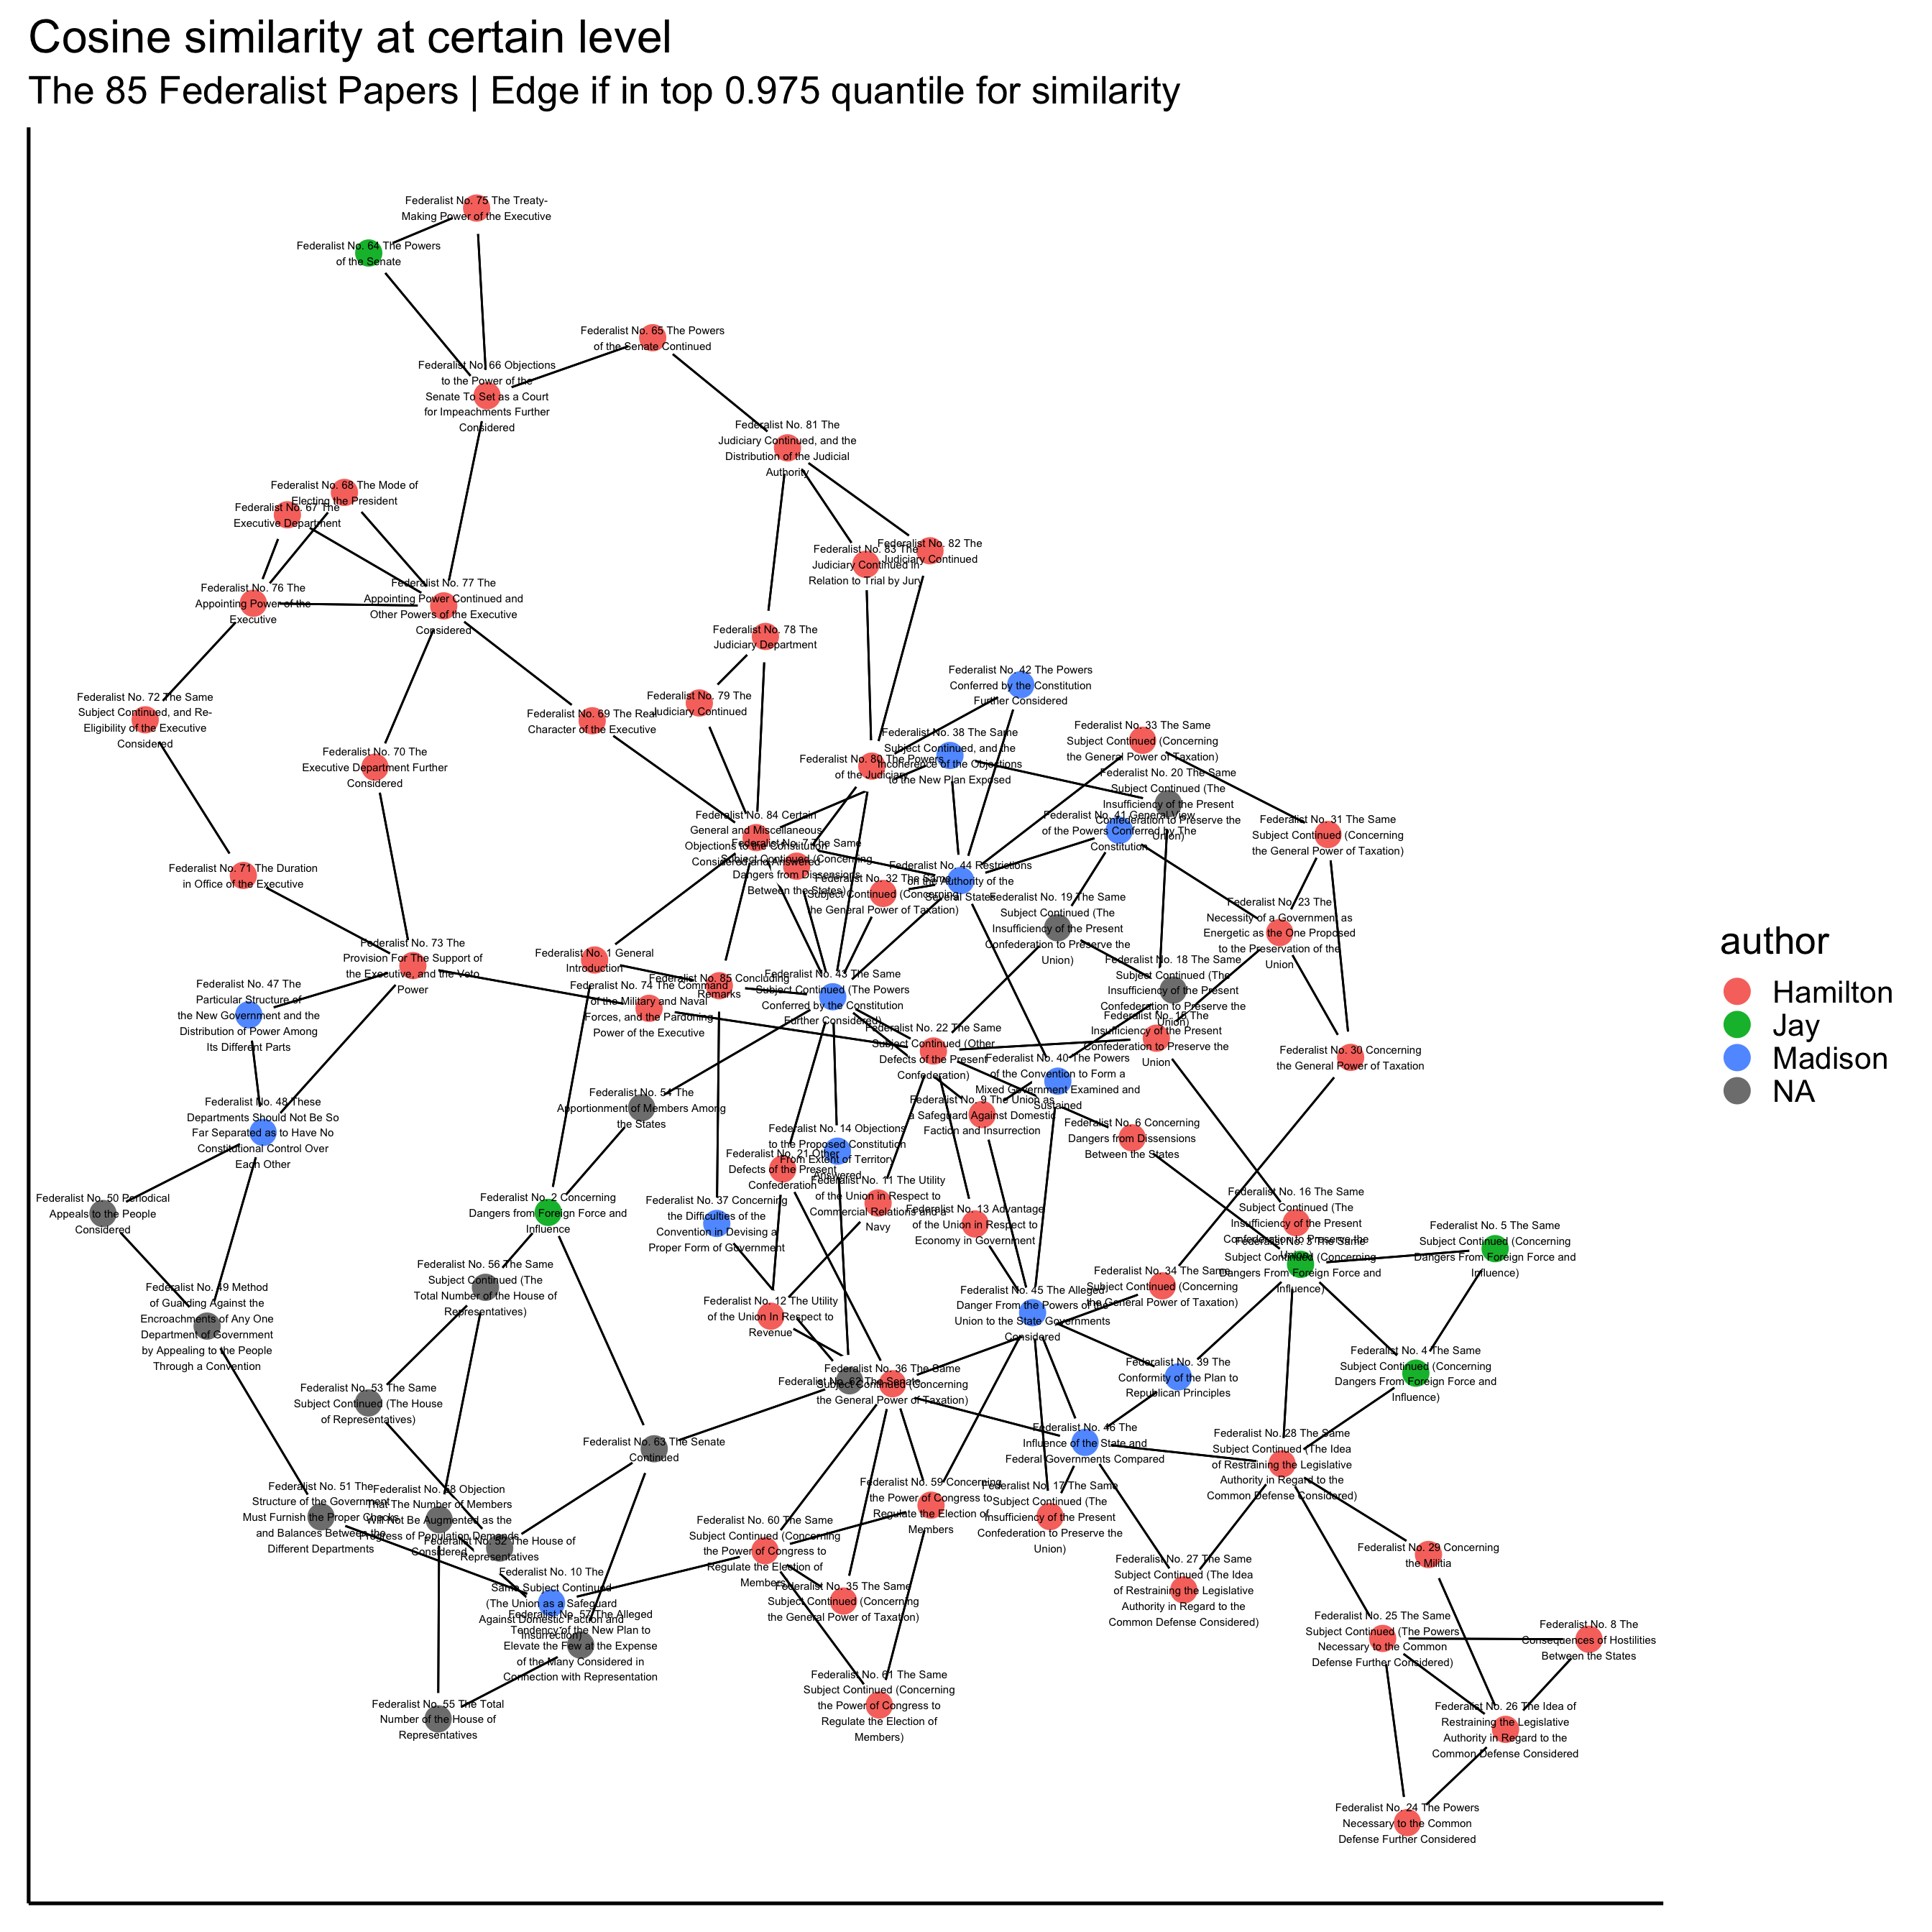 Cosine similarity at certain level
The 85 Federalist Papers | Edge if in top 0.975 quantile for similarity
Federalist No. 75 The Treaty-
Making Power of the Executive
Federalist No. 64 The Powers
of the Senate
Federalist No. 65 The Powers
of the Senate Continued
Federalist No. 66 Objections
to the Power of the
Senate To Set as a Court
for Impeachments Further
Considered
Federalist No. 81 The
Judiciary Continued, and the
Distribution of the Judicial
Authority
Federalist No. 68 The Mode of
Electing the President
Federalist No. 67 The
Executive Department
Federalist No. 82 The
Judiciary Continued
Federalist No. 83 The
Judiciary Continued in
Relation to Trial by Jury
Federalist No. 76 The
Appointing Power of the
Executive
Federalist No. 77 The
Appointing Power Continued and
Other Powers of the Executive
Considered
Federalist No. 78 The
Judiciary Department
Federalist No. 42 The Powers
Conferred by the Constitution
Further Considered
Federalist No. 72 The Same
Subject Continued, and Re-
Eligibility of the Executive
Considered
Federalist No. 79 The
Judiciary Continued
Federalist No. 69 The Real
Character of the Executive
Federalist No. 33 The Same
Subject Continued (Concerning
the General Power of Taxation)
Federalist No. 38 The Same
Subject Continued, and the
Incoherence of the Objections
to the New Plan Exposed
Federalist No. 70 The
Executive Department Further
Considered
Federalist No. 80 The Powers
of the Judiciary
Federalist No. 20 The Same
Subject Continued (The
Insufficiency of the Present
Confederation to Preserve the
Union)
Federalist No. 84 Certain
General and Miscellaneous
Objections to the Constitution
Considered and Answered
Federalist No. 41 General View
of the Powers Conferred by The
Constitution
Federalist No. 31 The Same
Subject Continued (Concerning
the General Power of Taxation)
Federalist No. 7 The Same
Subject Continued (Concerning
Dangers from Dissensions
Between the States)
Federalist No. 71 The Duration
in Office of the Executive
Federalist No. 44 Restrictions
on the Authority of the
Several States
Federalist No. 32 The Same
Subject Continued (Concerning
the General Power of Taxation)
Federalist No. 19 The Same
Subject Continued (The
Insufficiency of the Present
Confederation to Preserve the
Union)
Federalist No. 23 The
Necessity of a Government as
Energetic as the One Proposed
to the Preservation of the
Union
author
Hamilton
Jay
Madison
NA
Federalist No. 73 The
Provision For The Support of
the Executive, and the Veto
Power
Federalist No. 1 General
Introduction
Federalist No. 18 The Same
Subject Continued (The
Insufficiency of the Present
Confederation to Preserve the
Union)
Federalist No. 85 Concluding
Remarks
Federalist No. 43 The Same
Subject Continued (The Powers
Conferred by the Constitution
Further Considered)
Federalist No. 47 The
Particular Structure of
the New Government and the
Distribution of Power Among
Its Different Parts
Federalist No. 74 The Command
of the Military and Naval
Forces, and the Pardoning
Power of the Executive
Federalist No. 15 The
Insufficiency of the Present
Confederation to Preserve the
Union
Federalist No. 22 The Same
Subject Continued (Other
Defects of the Present
Confederation)
Federalist No. 30 Concerning
the General Power of Taxation
Federalist No. 40 The Powers
of the Convention to Form a
Mixed Government Examined and
Sustained
Federalist No. 54 The
Apportionment of Members Among
the States
Federalist No. 48 These
Departments Should Not Be So
Far Separated as to Have No
Constitutional Control Over
Each Other
Federalist No. 9 The Union as
a Safeguard Against Domestic
Faction and Insurrection
Federalist No. 6 Concerning
Dangers from Dissensions
Between the States
Federalist No. 14 Objections
to the Proposed Constitution
From Extent of Territory
Answered
Federalist No. 21 Other
Defects of the Present
Confederation
Federalist No. 11 The Utility
of the Union in Respect to
Commercial Relations and a
Navy
Federalist No. 50 Periodical
Appeals to the People
Considered
Federalist No. 2 Concerning
Dangers from Foreign Force and
Influence
Federalist No. 37 Concerning
the Difficulties of the
Convention in Devising a
Proper Form of Government
Federalist No. 13 Advantage
of the Union in Respect to
Economy in Government
Federalist No. 16 The Same
Subject Continued (The
Insufficiency of the Present
Confederation to Preserve the
Union)
Federalist No. 3 The Same
Subject Continued (Concerning
Dangers From Foreign Force and
Influence)
Federalist No. 5 The Same
Subject Continued (Concerning
Dangers From Foreign Force and
Influence)
Federalist No. 56 The Same
Subject Continued (The
Total Number of the House of
Representatives)
Federalist No. 34 The Same
Subject Continued (Concerning
the General Power of Taxation)
Federalist No. 49 Method
of Guarding Against the
Encroachments of Any One
Department of Government
by Appealing to the People
Through a Convention
Federalist No. 12 The Utility
of the Union In Respect to
Revenue
Federalist No. 45 The Alleged
Danger From the Powers of the
Union to the State Governments
Considered
Federalist No. 4 The Same
Subject Continued (Concerning
Dangers From Foreign Force and
Influence)
Federalist No. 39 The
Conformity of the Plan to
Republican Principles
Federalist No. 36 The Same
Subject Continued (Concerning
the General Power of Taxation)
Federalist No. 62 The Senate
Federalist No. 53 The Same
Subject Continued (The House
of Representatives)
Federalist No. 63 The Senate
Continued
Federalist No. 46 The
Influence of the State and
Federal Governments Compared
Federalist No. 28 The Same
Subject Continued (The Idea
of Restraining the Legislative
Authority in Regard to the
Common Defense Considered)
Federalist No. 51 The
Structure of the Government
Must Furnish the Proper Checks
and Balances Between the
Different Departments
Federalist No. 58 Objection
That The Number of Members
Will Not Be Augmented as the
Progress of Population Demands
Considered
Federalist No. 59 Concerning
the Power of Congress to
Regulate the Election of
Members
Federalist No. 17 The Same
Subject Continued (The
Insufficiency of the Present
Confederation to Preserve the
Union)
Federalist No. 52 The House of
Representatives
Federalist No. 60 The Same
Subject Continued (Concerning
the Power of Congress to
Regulate the Election of
Members)
Federalist No. 29 Concerning
the Militia
Federalist No. 27 The Same
Subject Continued (The Idea
of Restraining the Legislative
Authority in Regard to the
Common Defense Considered)
Federalist No. 10 The
Same Subject Continued
(The Union as a Safeguard
Against Domestic Faction and
Insurrection)
Federalist No. 35 The Same
Subject Continued (Concerning
the General Power of Taxation)
Federalist No. 57 The Alleged
Tendency of the New Plan to
Elevate the Few at the Expense
of the Many Considered in
Connection with Representation
Federalist No. 25 The Same
Subject Continued (The Powers
Necessary to the Common
Defense Further Considered)
Federalist No. 8 The
Consequences of Hostilities
Between the States
Federalist No. 61 The Same
Subject Continued (Concerning
the Power of Congress to
Regulate the Election of
Members)
Federalist No. 55 The Total
Number of the House of
Representatives
Federalist No. 26 The Idea of
Restraining the Legislative
Authority in Regard to the
Common Defense Considered
Federalist No. 24 The Powers
Necessary to the Common
Defense Further Considered